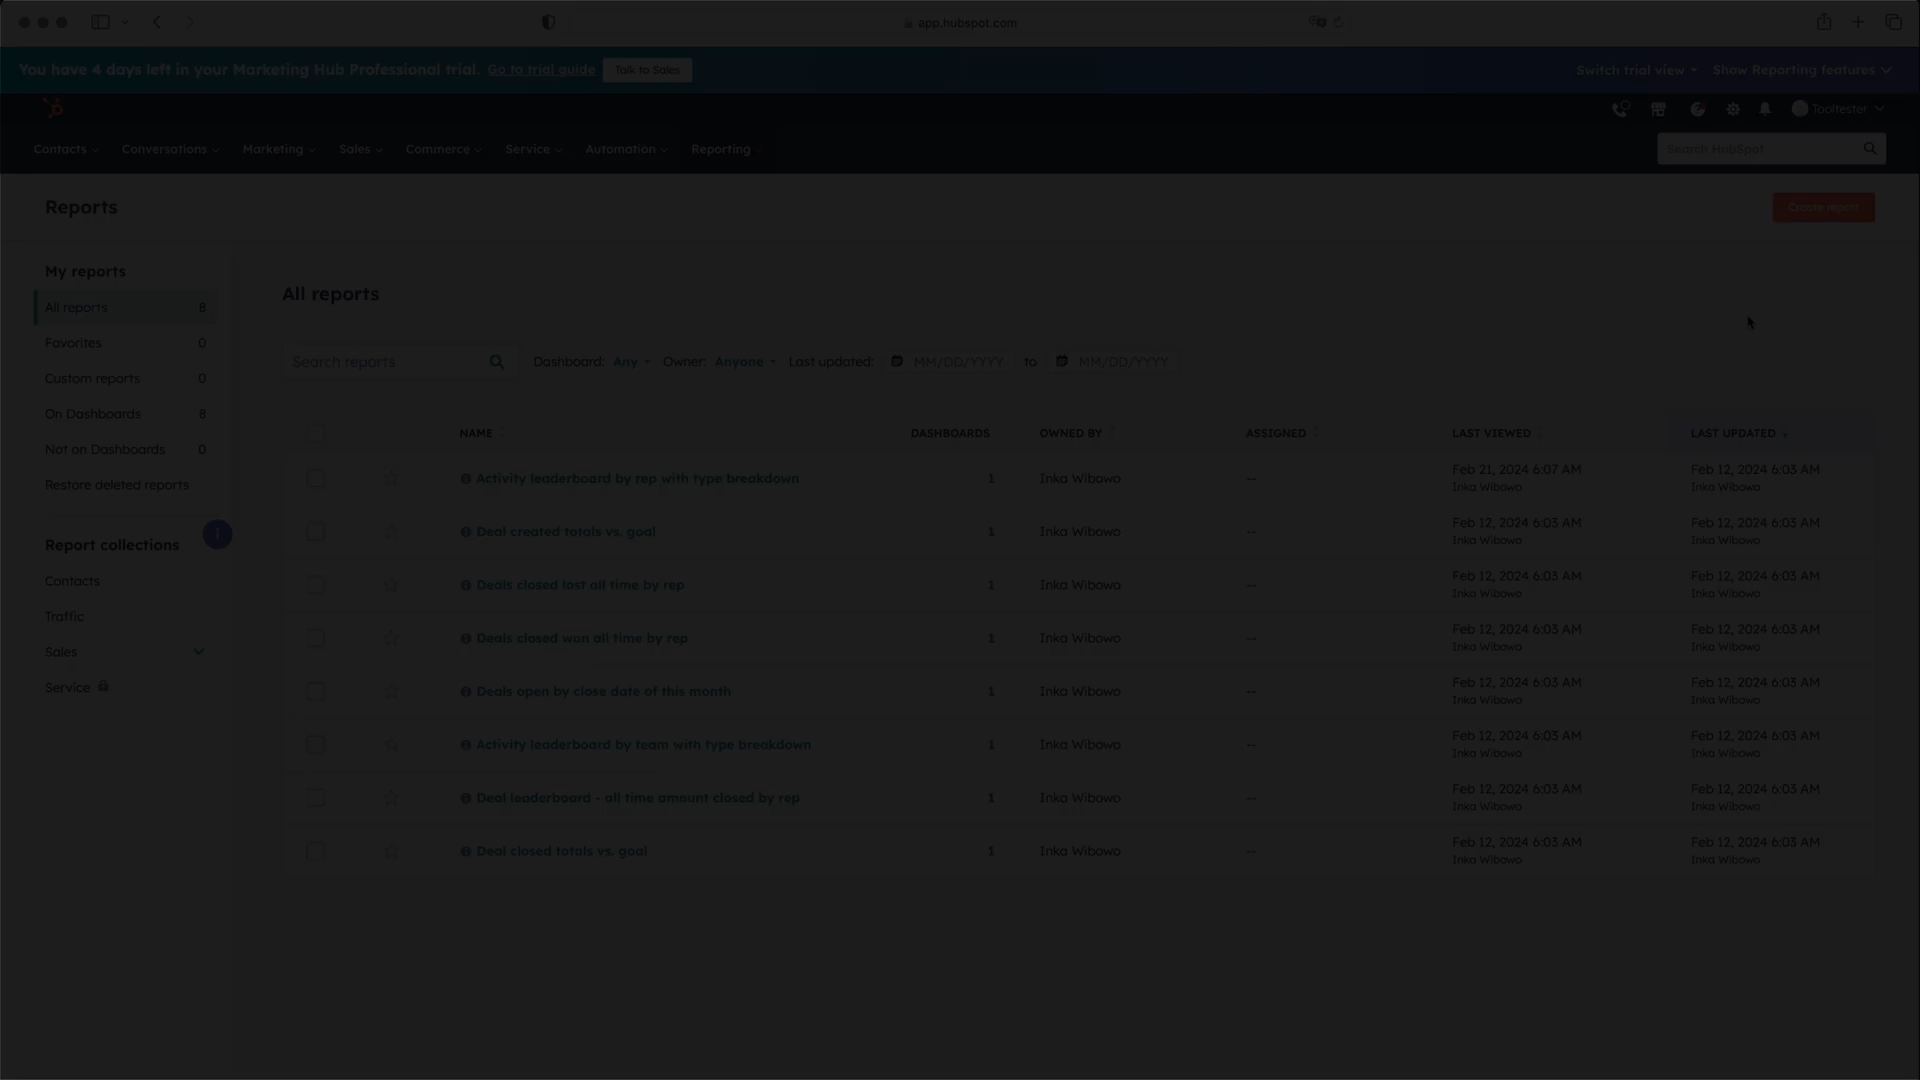 app.hubspot.com
You have 4 days left in your Marketing Hub Professional trial. Go to trial guide Talk to Sales Switch trial view Show Reporting features
Tooltester
Contacts Conversations Marketing Sales Commerce Service Automation Reporting Search HubSpot
Reports Create report
My reports
All reports 8
Favorites 0
Custom reports 0
On Dashboards 8
Not on Dashboards 0
Restore deleted reports
Report collections
Contacts
Traffic
Sales
Service
All reports
Search reports Dashboard: Any Owner: Anyone Last updated: MM/DD/YYYY to MM/DD/YYYY
NAME DASHBOARDS OWNED BY ASSIGNED LAST VIEWED LAST UPDATED
Activity leaderboard by rep with type breakdown 1 Inka Wibowo -- Feb 21, 2024 6:07 AM Feb 12, 2024 6:03 AM
Inka Wibowo Inka Wibowo
Deal created totals vs. goal 1 Inka Wibowo -- Feb 12, 2024 6:03 AM Feb 12, 2024 6:03 AM
Inka Wibowo Inka Wibowo
Deals closed lost all time by rep 1 Inka Wibowo -- Feb 12, 2024 6:03 AM Feb 12, 2024 6:03 AM
Inka Wibowo Inka Wibowo
Deals closed won all time by rep 1 Inka Wibowo -- Feb 12, 2024 6:03 AM Feb 12, 2024 6:03 AM
Inka Wibowo Inka Wibowo
Deals open by close date of this month 1 Inka Wibowo -- Feb 12, 2024 6:03 AM Feb 12, 2024 6:03 AM
Inka Wibowo Inka Wibowo
Activity leaderboard by team with type breakdown 1 Inka Wibowo -- Feb 12, 2024 6:03 AM Feb 12, 2024 6:03 AM
Inka Wibowo Inka Wibowo
Deal leaderboard - all time amount closed by rep 1 Inka Wibowo -- Feb 12, 2024 6:03 AM Feb 12, 2024 6:03 AM
Inka Wibowo Inka Wibowo
Deal closed totals vs. goal 1 Inka Wibowo -- Feb 12, 2024 6:03 AM Feb 12, 2024 6:03 AM
Inka Wibowo Inka Wibowo